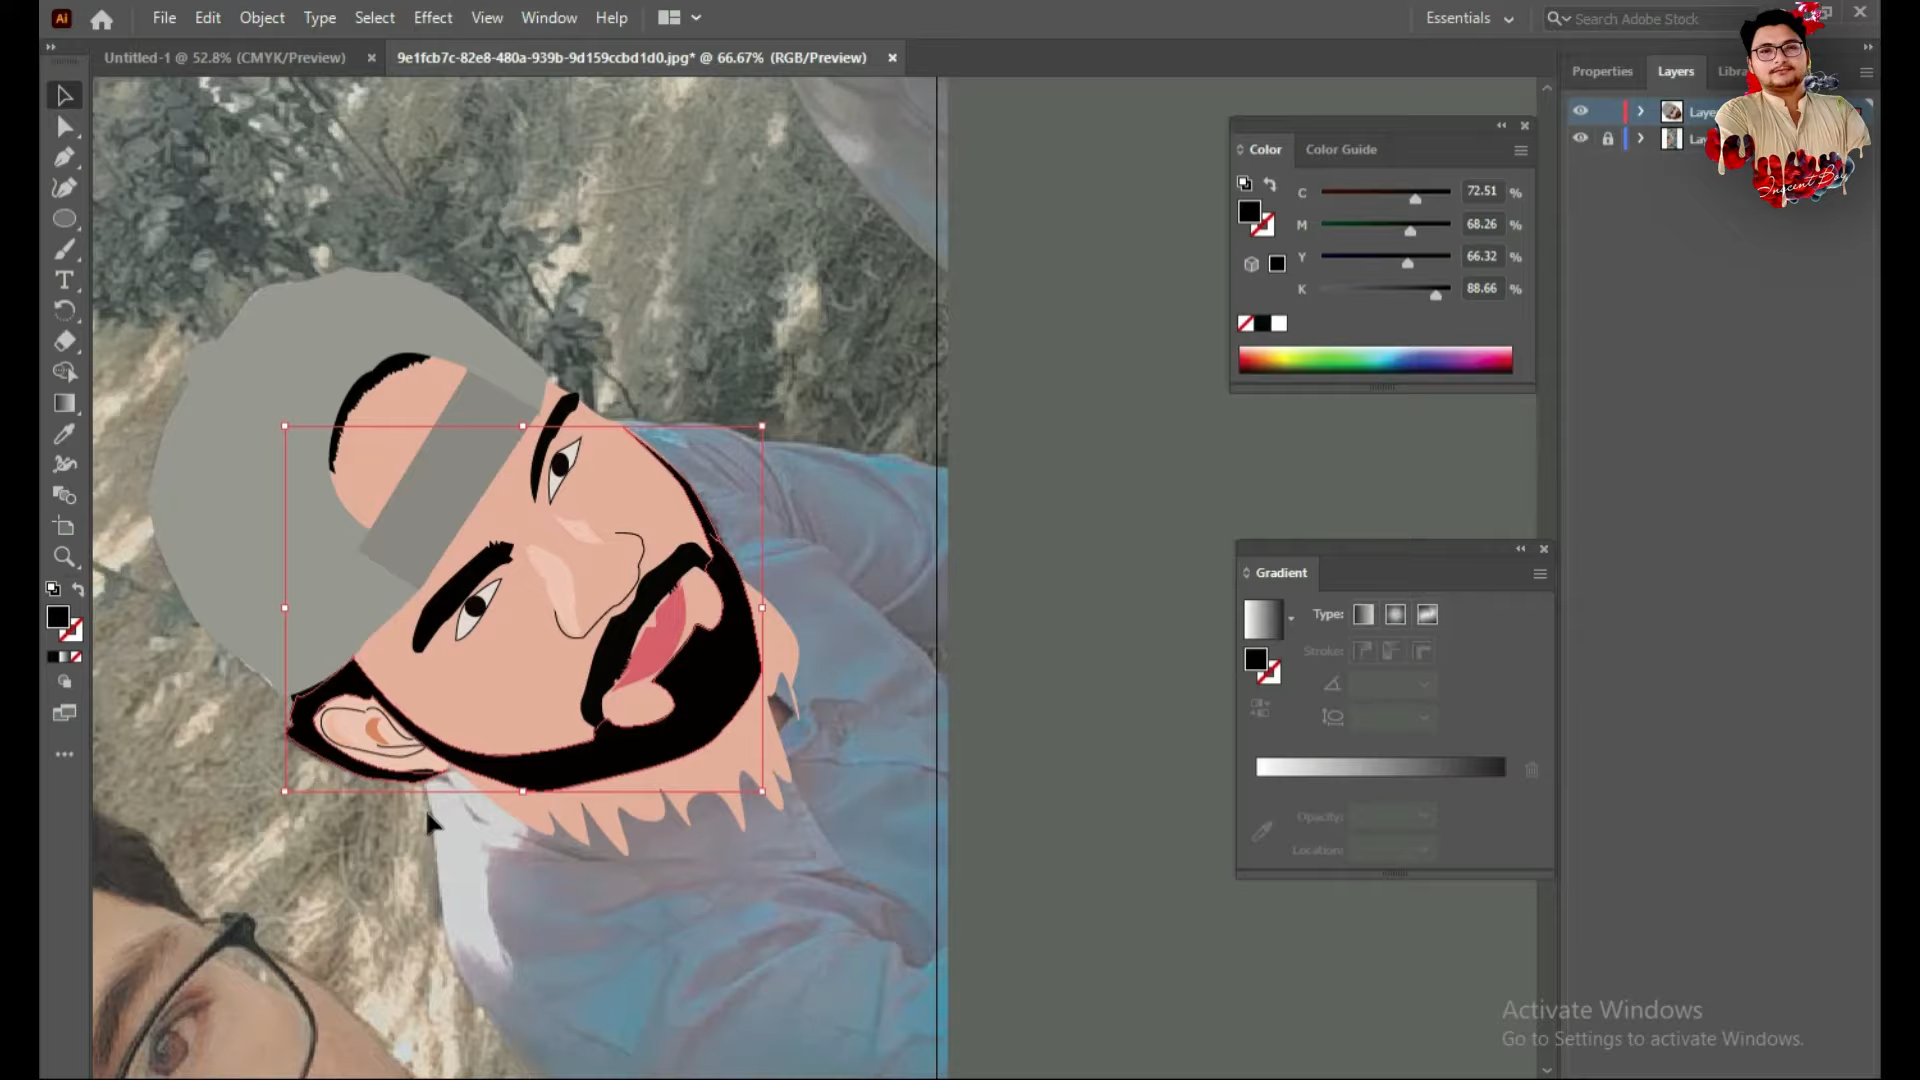 Ai
File Edit Object Type Select Effect View Window Help
Essentials
Search Adobe Stock
Untitled-1 @ 52.8% (CMYK/Preview)
9e1fcb7c-82e8-480a-939b-9d159ccbd1d0.jpg* @ 66.67% (RGB/Preview)
Properties Layers
Color Color Guide
C 72.51 %
M 68.26 %
Y 66.32 %
K 88.66 %
Gradient
Type:
Stroke:
Opacity:
Location:
Activate Windows
Go to Settings to activate Windows.